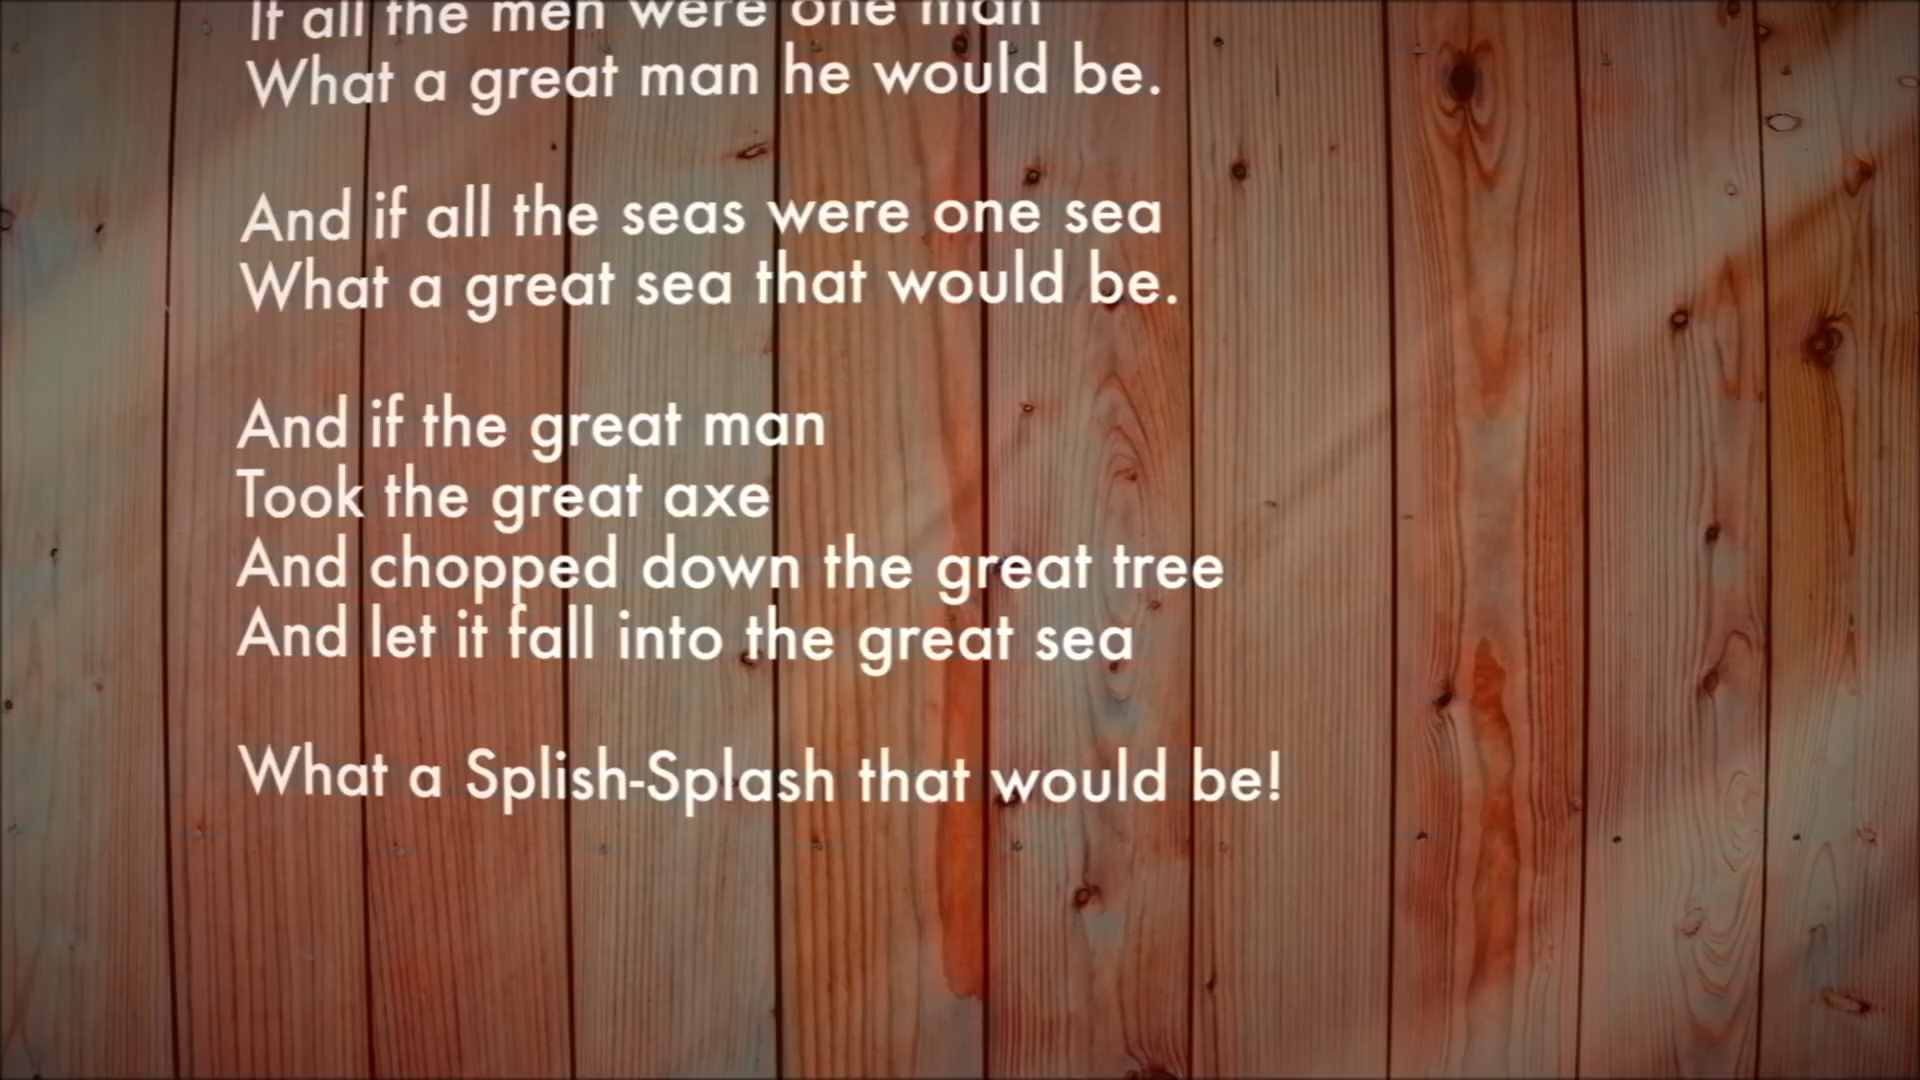 If all the men were one man
What a great man he would be.
And if all the seas were one sea
What a great sea that would be.
And if the great man
Took the great axe
And chopped down the great tree
And let it fall into the great sea
What a Splish-Splash that would be!